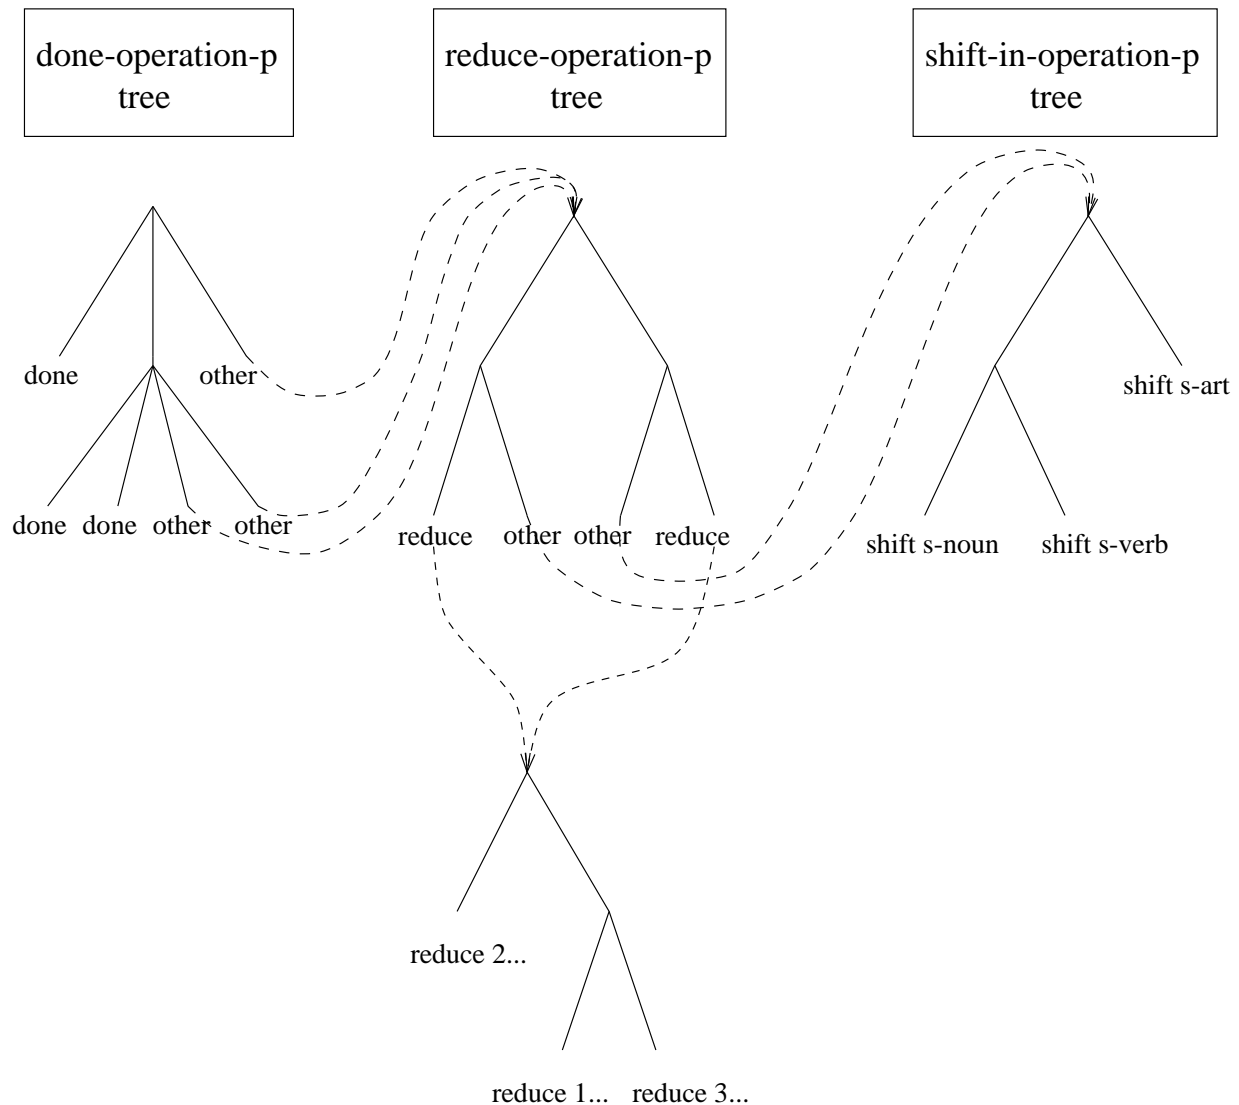 done-operation-p
tree
reduce-operation-p
tree
shift-in-operation-p
tree
done
other
shift s-art
done done other other
reduce other other reduce
shift s-noun shift s-verb
reduce 2...
reduce 1... reduce 3...